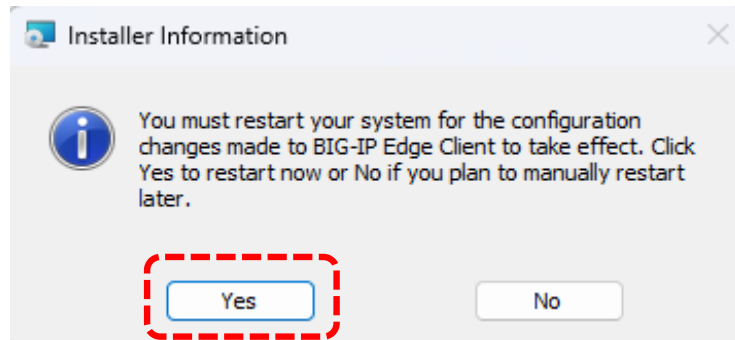 Installer Information
You must restart your system for the configuration
changes made to BIG-IP Edge Client to take effect. Click
Yes to restart now or No if you plan to manually restart
later.
Yes
No